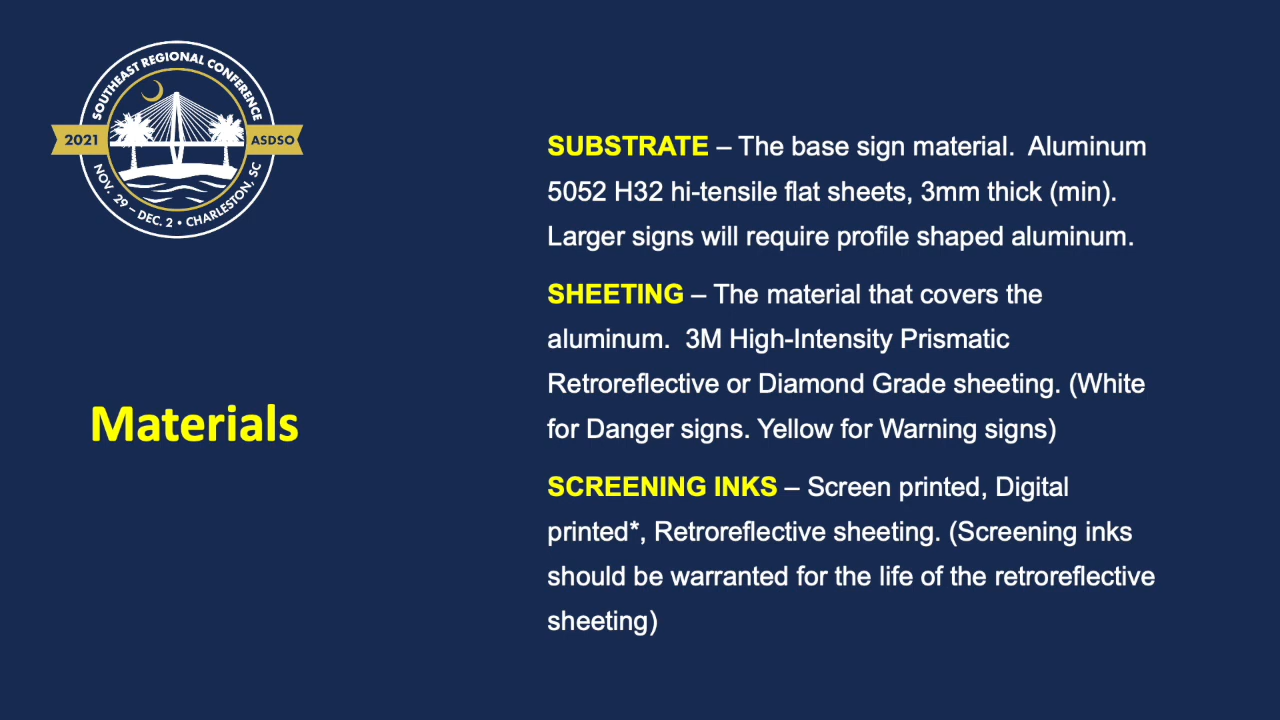 SOUTHEAST REGIONAL CONFERENCE
2021
ASDSO
NOV. 29 – DEC. 2 • CHARLESTON, SC
Materials
SUBSTRATE – The base sign material.  Aluminum
5052 H32 hi-tensile flat sheets, 3mm thick (min).
Larger signs will require profile shaped aluminum.
SHEETING – The material that covers the
aluminum.  3M High-Intensity Prismatic
Retroreflective or Diamond Grade sheeting. (White
for Danger signs. Yellow for Warning signs)
SCREENING INKS – Screen printed, Digital
printed*, Retroreflective sheeting. (Screening inks
should be warranted for the life of the retroreflective
sheeting)